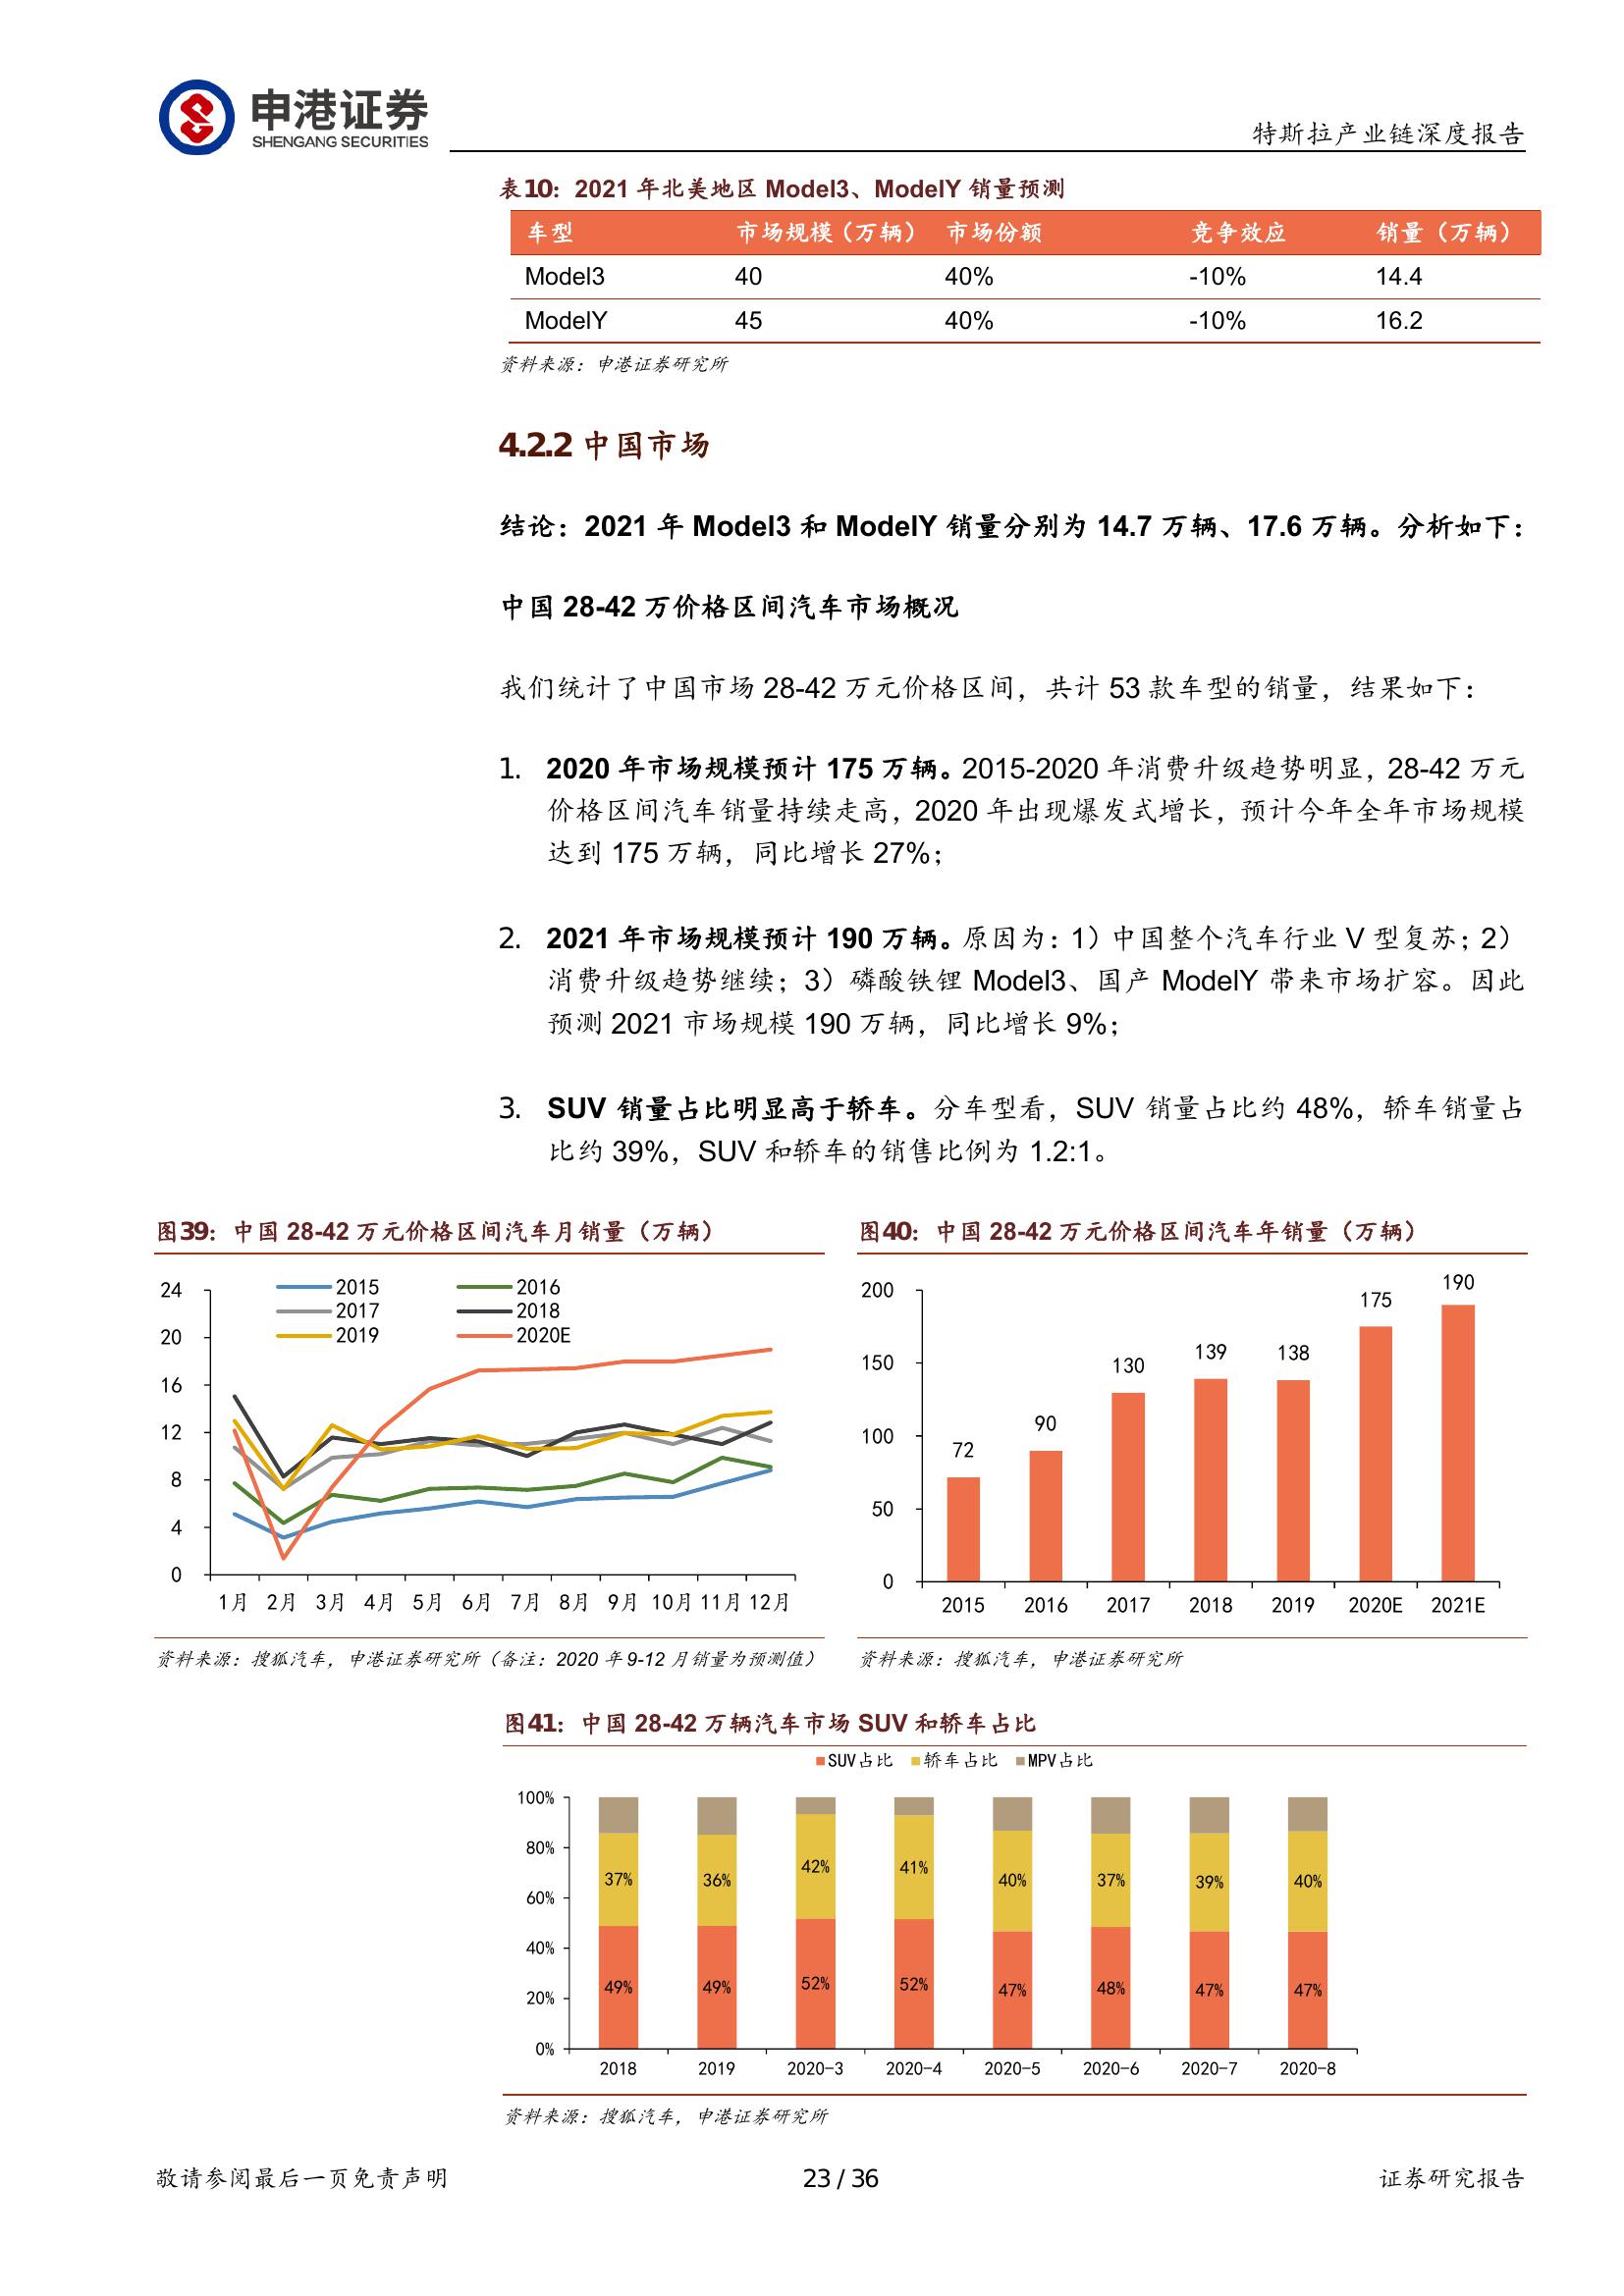 申港证券
SHENGANG SECURITIES
特斯拉产业链深度报告
表10：2021 年北美地区 Model3、ModelY 销量预测
车型 市场规模（万辆） 市场份额 竞争效应 销量（万辆）
Model3 40 40% -10% 14.4
ModelY 45 40% -10% 16.2
资料来源：申港证券研究所
4.2.2 中国市场
结论：2021 年 Model3 和 ModelY 销量分别为 14.7 万辆、17.6 万辆。分析如下：
中国 28-42 万价格区间汽车市场概况
我们统计了中国市场 28-42 万元价格区间，共计 53 款车型的销量，结果如下：
1. 2020 年市场规模预计 175 万辆。2015-2020 年消费升级趋势明显，28-42 万元
价格区间汽车销量持续走高，2020 年出现爆发式增长，预计今年全年市场规模
达到 175 万辆，同比增长 27%；
2. 2021 年市场规模预计 190 万辆。原因为：1）中国整个汽车行业 V 型复苏；2）
消费升级趋势继续；3）磷酸铁锂 Model3、国产 ModelY 带来市场扩容。因此
预测 2021 市场规模 190 万辆，同比增长 9%；
3. SUV 销量占比明显高于轿车。分车型看，SUV 销量占比约 48%，轿车销量占
比约 39%，SUV 和轿车的销售比例为 1.2:1。
图39：中国 28-42 万元价格区间汽车月销量（万辆）
2015 2016
2017 2018
2019 2020E
24
20
16
12
8
4
0
1月 2月 3月 4月 5月 6月 7月 8月 9月 10月 11月 12月
资料来源：搜狐汽车，申港证券研究所（备注：2020 年 9-12 月销量为预测值）
图40：中国 28-42 万元价格区间汽车年销量（万辆）
200
150
100
50
0
72 90 130 139 138 175 190
2015 2016 2017 2018 2019 2020E 2021E
资料来源：搜狐汽车，申港证券研究所
图41：中国 28-42 万辆汽车市场 SUV 和轿车占比
SUV占比 轿车占比 MPV占比
100%
80%
60%
40%
20%
0%
37% 36% 42% 41% 40% 37% 39% 40%
49% 49% 52% 52% 47% 48% 47% 47%
2018 2019 2020-3 2020-4 2020-5 2020-6 2020-7 2020-8
资料来源：搜狐汽车，申港证券研究所
敬请参阅最后一页免责声明 23 / 36 证券研究报告